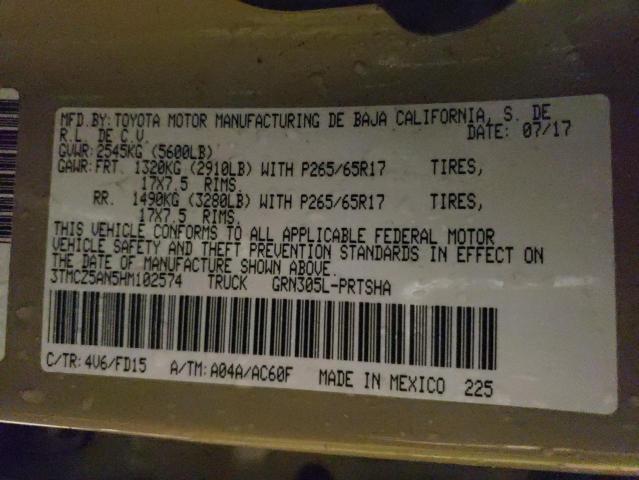 MFD.BY:TOYOTA MOTOR MANUFACTURING DE BAJA CALIFORNIA, S. DE
R.L. DE C.V. DATE: 07/17
GVWR:2545KG (5600LB)
GAWR:FRT. 1320KG (2910LB) WITH P265/65R17 TIRES,
17X7.5 RIMS,
RR. 1490KG (3280LB) WITH P265/65R17 TIRES,
17X7.5 RIMS,
THIS VEHICLE CONFORMS TO ALL APPLICABLE FEDERAL MOTOR
VEHICLE SAFETY AND THEFT PREVENTION STANDARDS IN EFFECT ON
THE DATE OF MANUFACTURE SHOWN ABOVE.
3TMCZ5AN5HM102574 TRUCK GRN305L-PRTSHA
C/TR:4V6/FD15 A/TM:A04A/AC60F MADE IN MEXICO 225